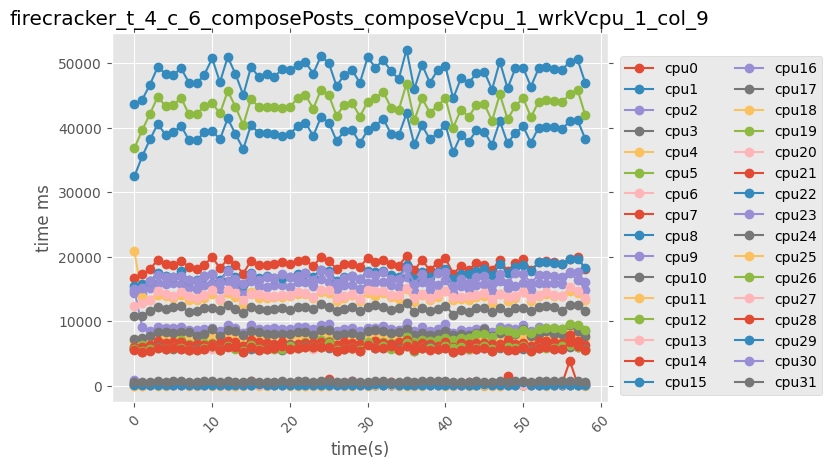 firecracker_t_4_c_6_composePosts_composeVcpu_1_wrkVcpu_1_col_9
50000
40000
30000
20000
10000
0
time ms
0
10
20
30
40
50
60
time(s)
cpu0
cpu1
cpu2
cpu3
cpu4
cpu5
cpu6
cpu7
cpu8
cpu9
cpu10
cpu11
cpu12
cpu13
cpu14
cpu15
cpu16
cpu17
cpu18
cpu19
cpu20
cpu21
cpu22
cpu23
cpu24
cpu25
cpu26
cpu27
cpu28
cpu29
cpu30
cpu31